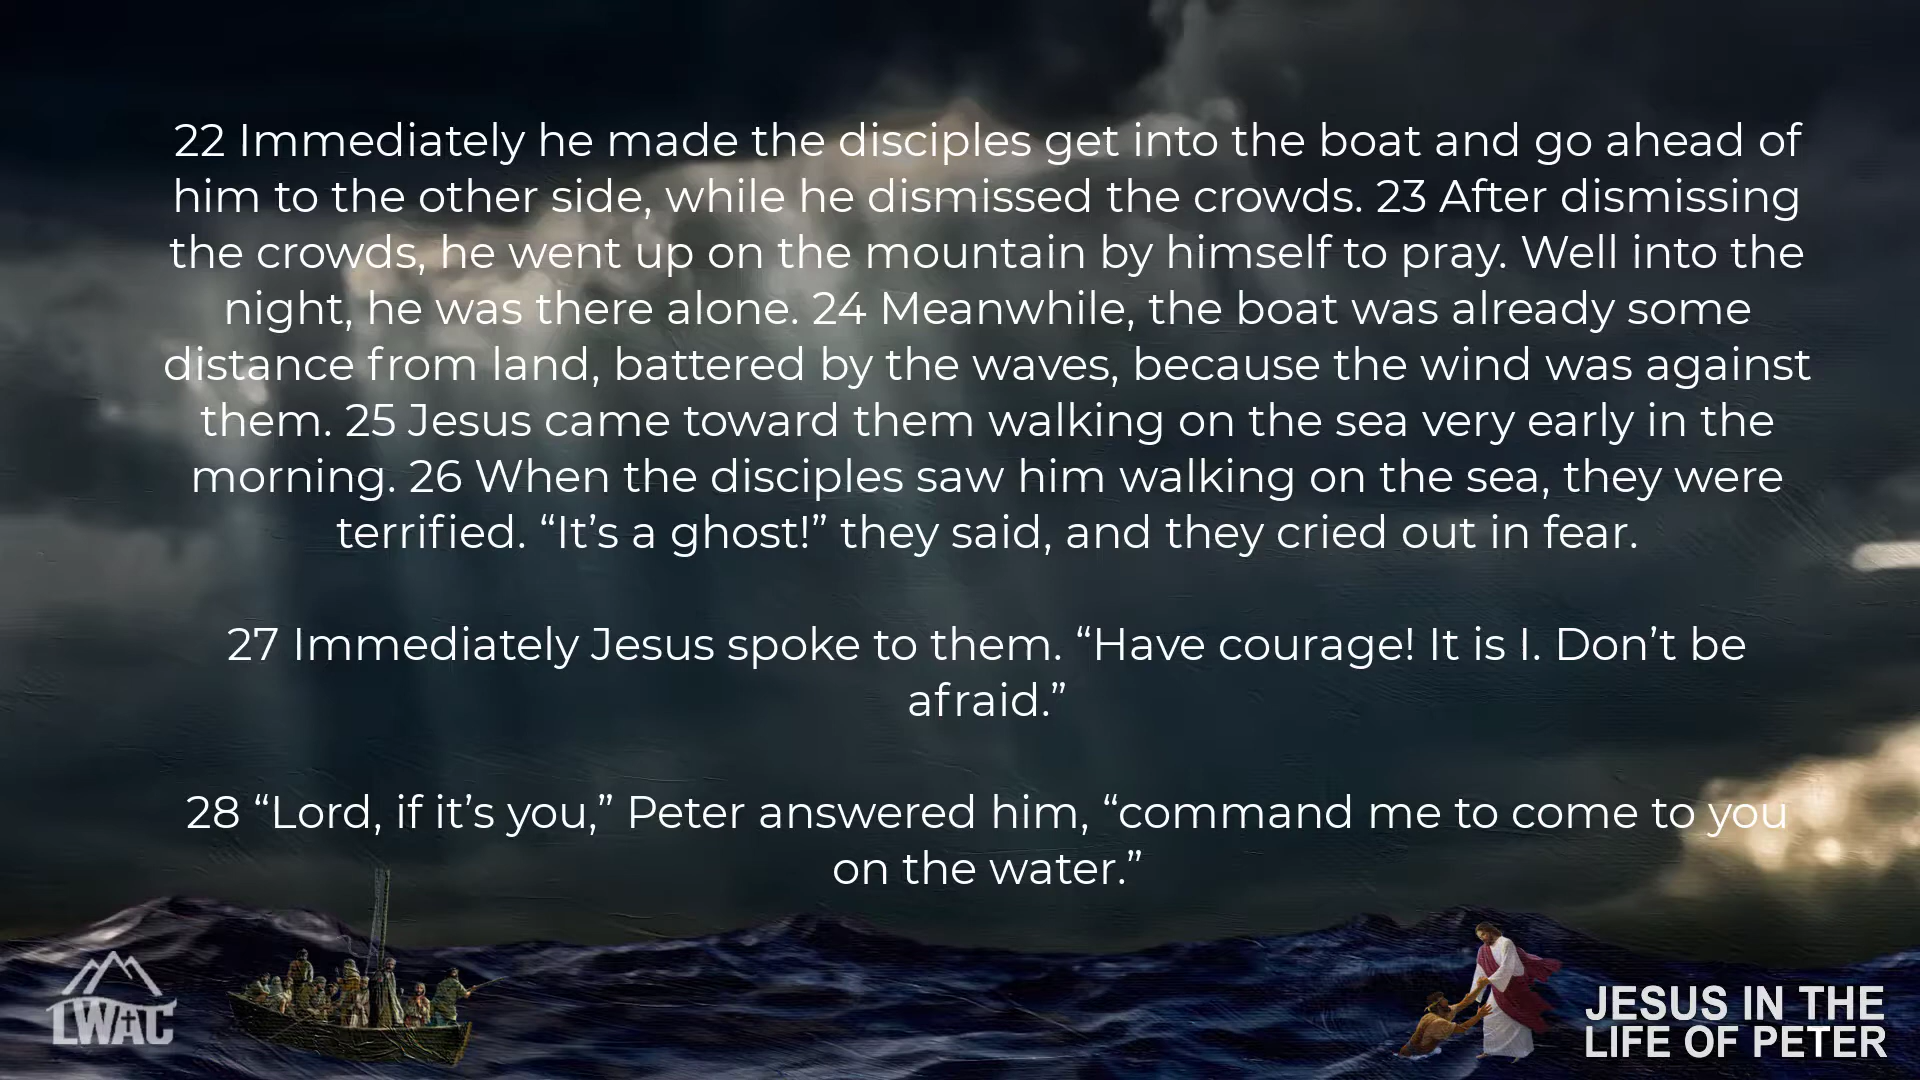 22 Immediately he made the disciples get into the boat and go ahead of
him to the other side, while he dismissed the crowds. 23 After dismissing
the crowds, he went up on the mountain by himself to pray. Well into the
night, he was there alone. 24 Meanwhile, the boat was already some
distance from land, battered by the waves, because the wind was against
them. 25 Jesus came toward them walking on the sea very early in the
morning. 26 When the disciples saw him walking on the sea, they were
terrified. “It’s a ghost!” they said, and they cried out in fear.
27 Immediately Jesus spoke to them. “Have courage! It is I. Don’t be
afraid.”
28 “Lord, if it’s you,” Peter answered him, “command me to come to you
on the water.”
LWAC
JESUS IN THE
LIFE OF PETER